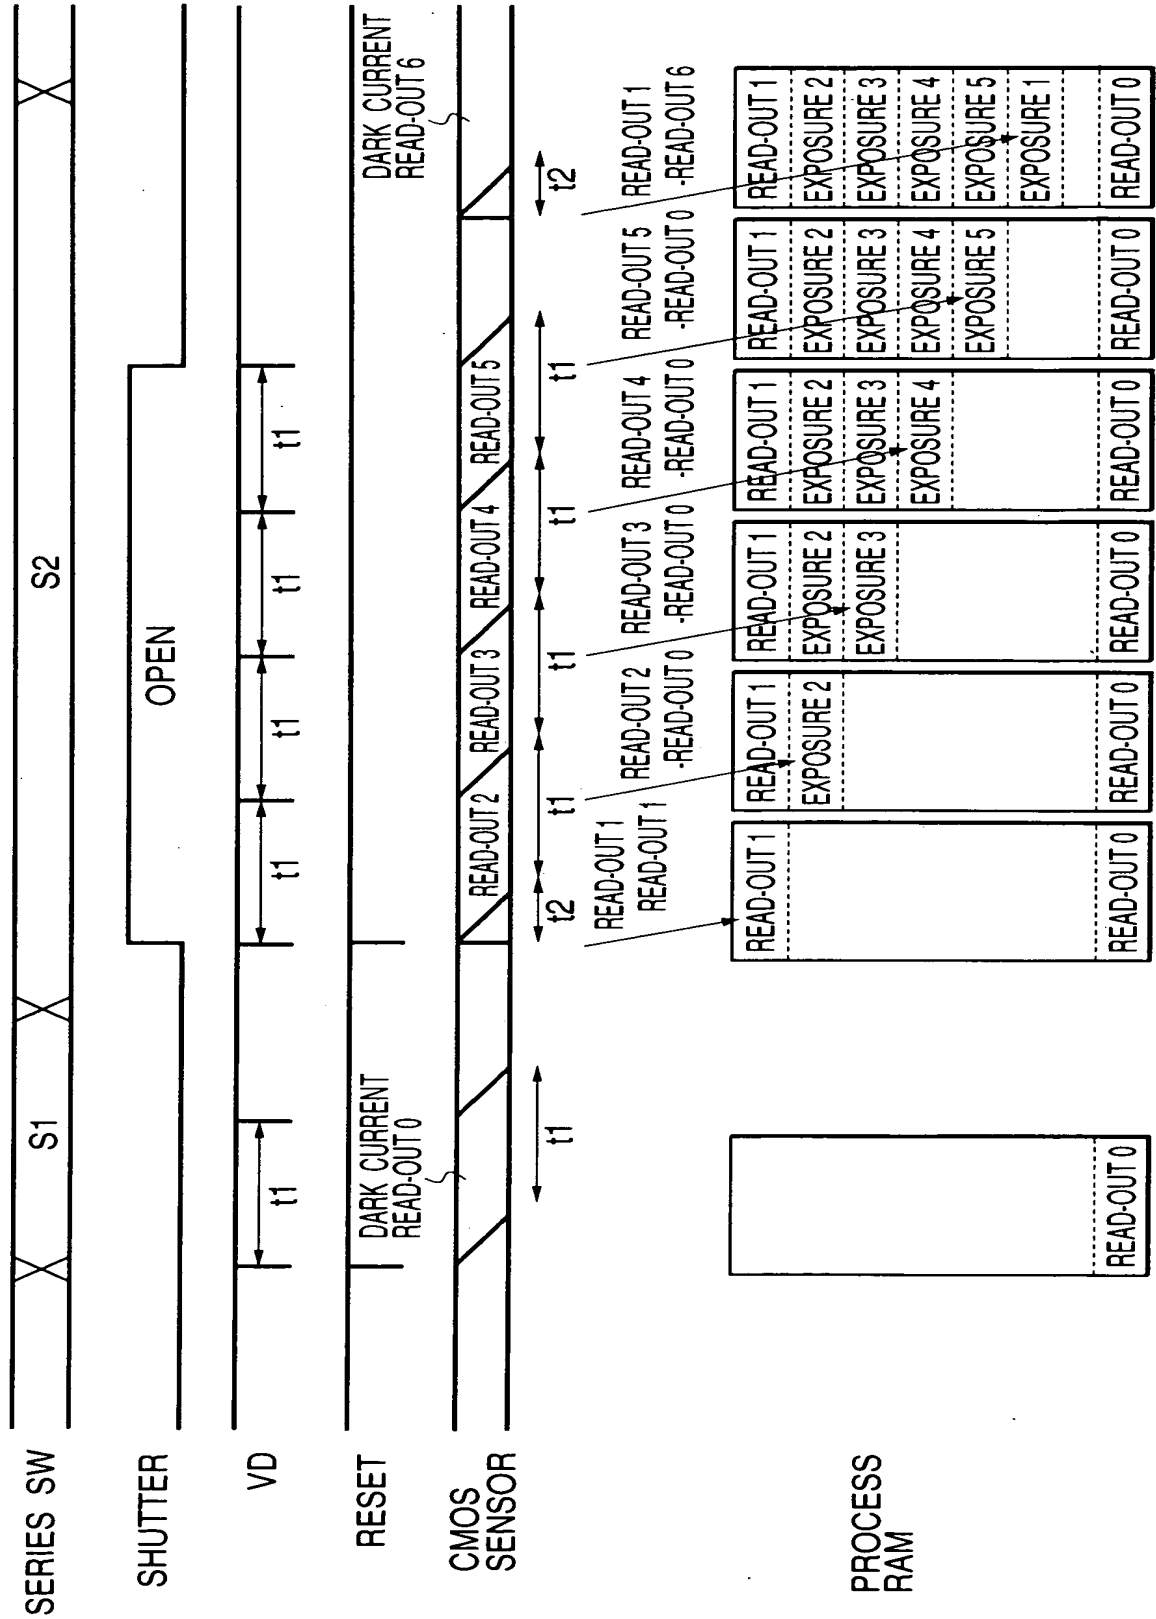 SERIES SW
S1
S2
SHUTTER
OPEN
VD
t1
t1
t1
t1
t1
RESET
DARK CURRENT
READ-OUT 0
DARK CURRENT
READ-OUT 6
CMOS
SENSOR
READ-OUT 2
READ-OUT 3
READ-OUT 4
READ-OUT 5
t1
t2
t1
t1
t1
t1
t2
READ-OUT 1
READ-OUT 1
READ-OUT 2
-READ-OUT 0
READ-OUT 3
-READ-OUT 0
READ-OUT 4
-READ-OUT 0
READ-OUT 5
-READ-OUT 0
READ-OUT 1
-READ-OUT 6
PROCESS
RAM
READ-OUT 0
READ-OUT 1
READ-OUT 0
READ-OUT 1
EXPOSURE 2
READ-OUT 0
READ-OUT 1
EXPOSURE 2
EXPOSURE 3
READ-OUT 0
READ-OUT 1
EXPOSURE 2
EXPOSURE 3
EXPOSURE 4
READ-OUT 0
READ-OUT 1
EXPOSURE 2
EXPOSURE 3
EXPOSURE 4
EXPOSURE 5
READ-OUT 0
READ-OUT 1
EXPOSURE 2
EXPOSURE 3
EXPOSURE 4
EXPOSURE 5
EXPOSURE 1
READ-OUT 0